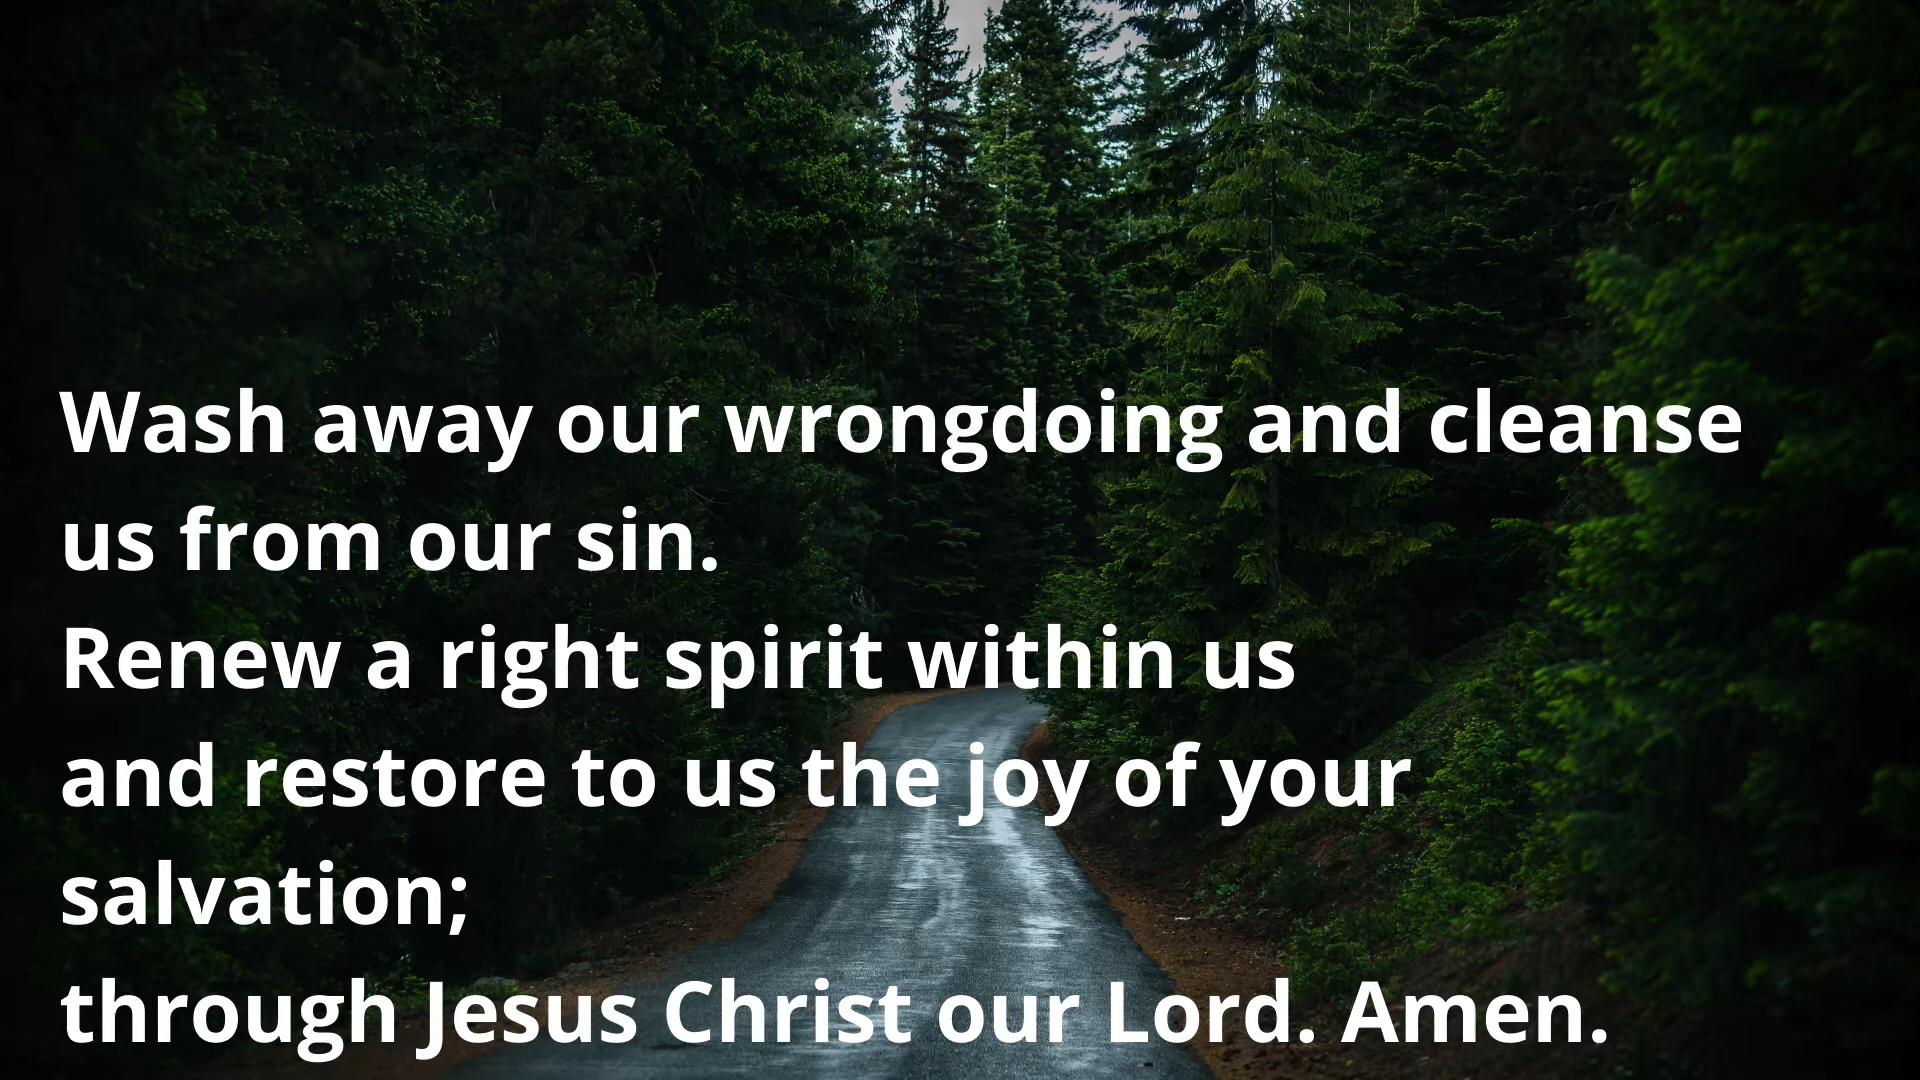 Wash away our wrongdoing and cleanse
us from our sin.
Renew a right spirit within us
and restore to us the joy of your
salvation;
through Jesus Christ our Lord. Amen.